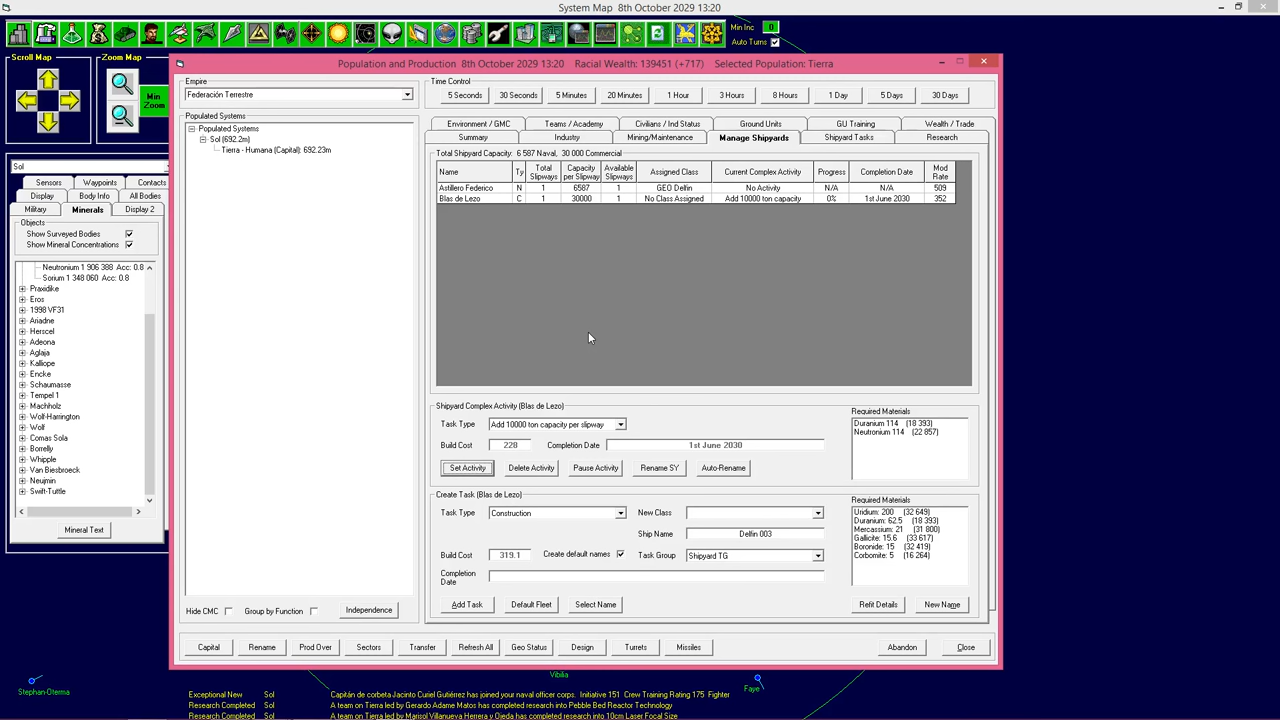 System Map 8th October 2029 13:20
Min Inc 0
Auto Turns
Scroll Map
Zoom Map
Min Zoom
Sol
Sensors Waypoints Contacts
Display Body Info All Bodies
Military Minerals Display 2
Objects
Show Surveyed Bodies
Show Mineral Concentrations
Neutronium 1 906 388 Acc: 0.8
Sorium 1 348 060 Acc: 0.8
Praxidike
Eros
1998 VF31
Ariadne
Herscel
Adeona
Aglaja
Kalliope
Encke
Schaumasse
Tempel 1
Machholz
Wolf-Harrington
Wolf
Comas Sola
Borrelly
Whipple
Van Biesbroeck
Neujmin
Swift-Tuttle
Mineral Text
Population and Production 8th October 2029 13:20 Racial Wealth: 139451 (+717) Selected Population: Tierra
Empire
Federación Terrestre
Populated Systems
Populated Systems
Sol (692.2m)
Tierra - Humana (Capital): 692.23m
Hide CMC Group by Function Independence
Time Control
5 Seconds 30 Seconds 5 Minutes 20 Minutes 1 Hour 3 Hours 8 Hours 1 Day 5 Days 30 Days
Environment / GMC Teams / Academy Civilians / Ind Status Ground Units GU Training Wealth / Trade
Summary Industry Mining/Maintenance Manage Shipyards Shipyard Tasks Research
Total Shipyard Capacity: 6 587 Naval, 30 000 Commercial
Name Ty Total Slipways Capacity per Slipway Available Slipways Assigned Class Current Complex Activity Progress Completion Date Mod Rate
Astillero Federico N 1 6587 1 GEO Delfin No Activity N/A N/A 509
Blas de Lezo C 1 30000 1 No Class Assigned Add 10000 ton capacity 0% 1st June 2030 352
Shipyard Complex Activity (Blas de Lezo)
Task Type Add 10000 ton capacity per slipway
Build Cost 228 Completion Date 1st June 2030
Set Activity Delete Activity Pause Activity Rename SY Auto-Rename
Required Materials
Duranium 114 (18 393)
Neutronium 114 (22 857)
Create Task (Blas de Lezo)
Task Type Construction New Class
Ship Name Delfin 003
Build Cost 319.1 Create default names Task Group Shipyard TG
Completion Date
Add Task Default Fleet Select Name
Required Materials
Uridium: 200 (32 649)
Duranium: 62.5 (18 393)
Mercassium: 21 (31 800)
Gallicite: 15.6 (33 617)
Boronide: 15 (32 419)
Corbomite: 5 (16 264)
Refit Details New Name
Capital Rename Prod Over Sectors Transfer Refresh All Geo Status Design Turrets Missiles Abandon Close
Stephan-Oterma
Vibilia
Faye
Exceptional New Sol Capitán de corbeta Jacinto Curiel Gutiérrez has joined your naval officer corps. Initiative 151 Crew Training Rating 175 Fighter
Research Completed Sol A team on Tierra led by Gerardo Adame Matos has completed research into Pebble Bed Reactor Technology
Research Completed Sol A team on Tierra led by Marisol Villanueva Herrera y Ojeda has completed research into 10cm Laser Focal Size